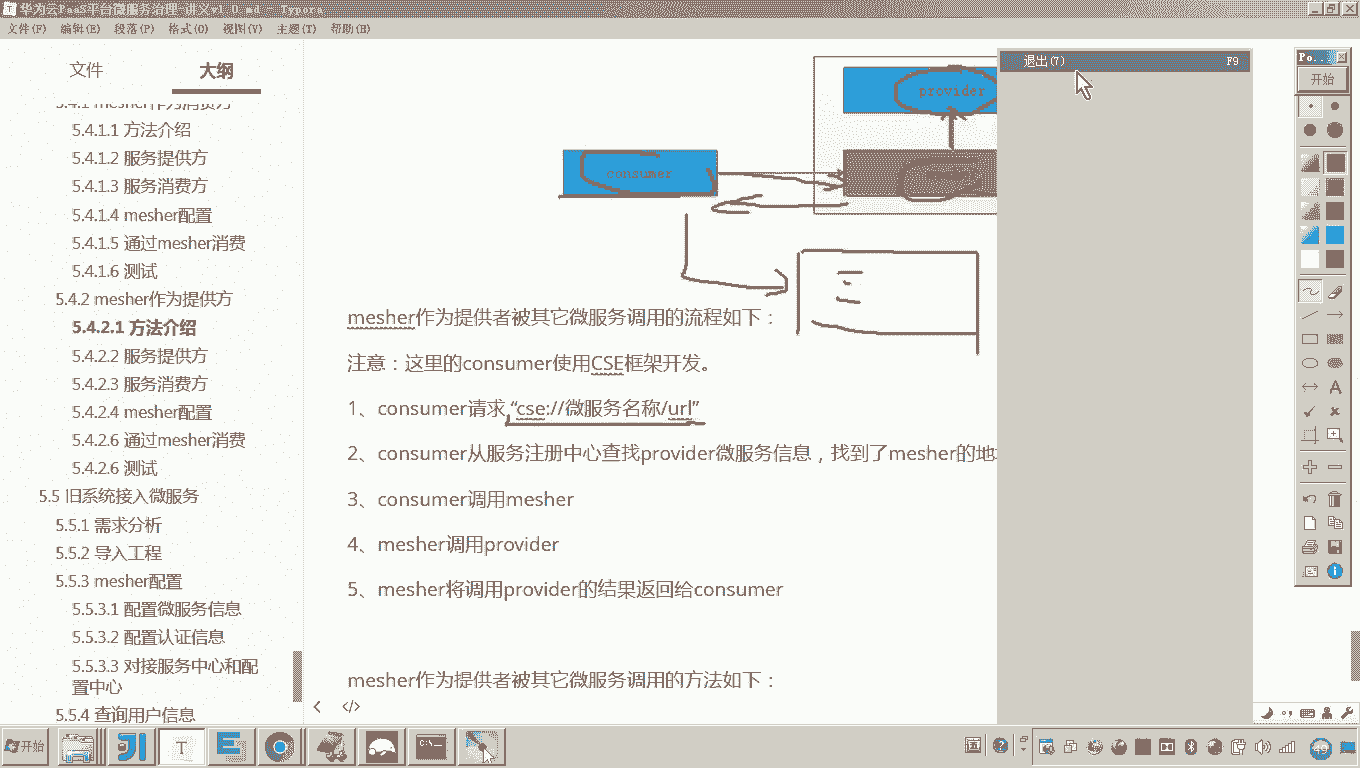 华为云PaaS平台微服务治理-讲义v1.0.md - Typora
文件(F) 编辑(E) 段落(P) 格式(O) 视图(V) 主题(T) 帮助(H)
文件 大纲
5.4.1 mesher作为消费方
5.4.1.1 方法介绍
5.4.1.2 服务提供方
5.4.1.3 服务消费方
5.4.1.4 mesher配置
5.4.1.5 通过mesher消费
5.4.1.6 测试
5.4.2 mesher作为提供方
5.4.2.1 方法介绍
5.4.2.2 服务提供方
5.4.2.3 服务消费方
5.4.2.4 mesher配置
5.4.2.6 通过mesher消费
5.4.2.6 测试
5.5 旧系统接入微服务
5.5.1 需求分析
5.5.2 导入工程
5.5.3 mesher配置
5.5.3.1 配置微服务信息
5.5.3.2 配置认证信息
5.5.3.3 对接服务中心和配
置中心
5.5.4 查询用户信息
provider
consumer
mesher作为提供者被其它微服务调用的流程如下：
注意：这里的consumer使用CSE框架开发。
1、consumer请求 “cse://微服务名称/url”
2、consumer从服务注册中心查找provider微服务信息，找到了mesher的地
3、consumer调用mesher
4、mesher调用provider
5、mesher将调用provider的结果返回给consumer
mesher作为提供者被其它微服务调用的方法如下：
退出(7) F9
Po..
开始
A
开始
T
49